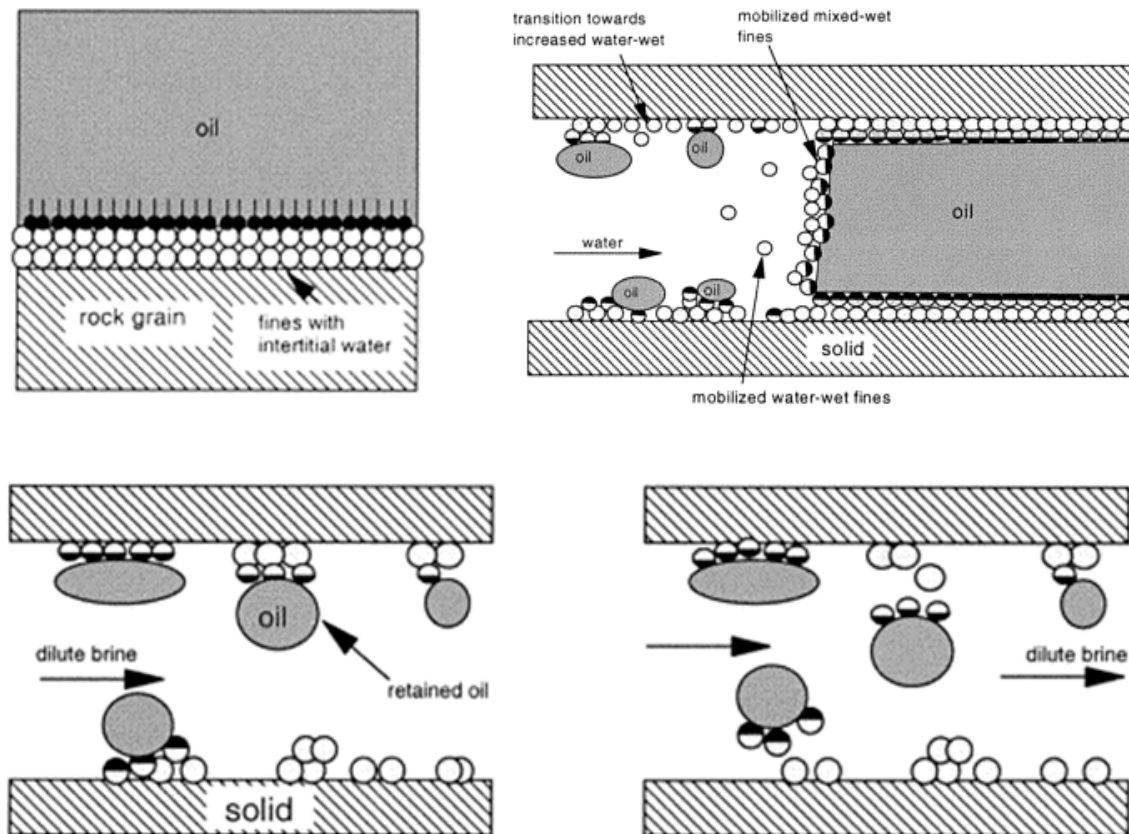 oil
rock grain
fines with
intertitial water
transition towards
increased water-wet
mobilized mixed-wet
fines
oil
oil
oil
water
oil
oil
solid
mobilized water-wet fines
oil
dilute brine
retained oil
solid
dilute brine